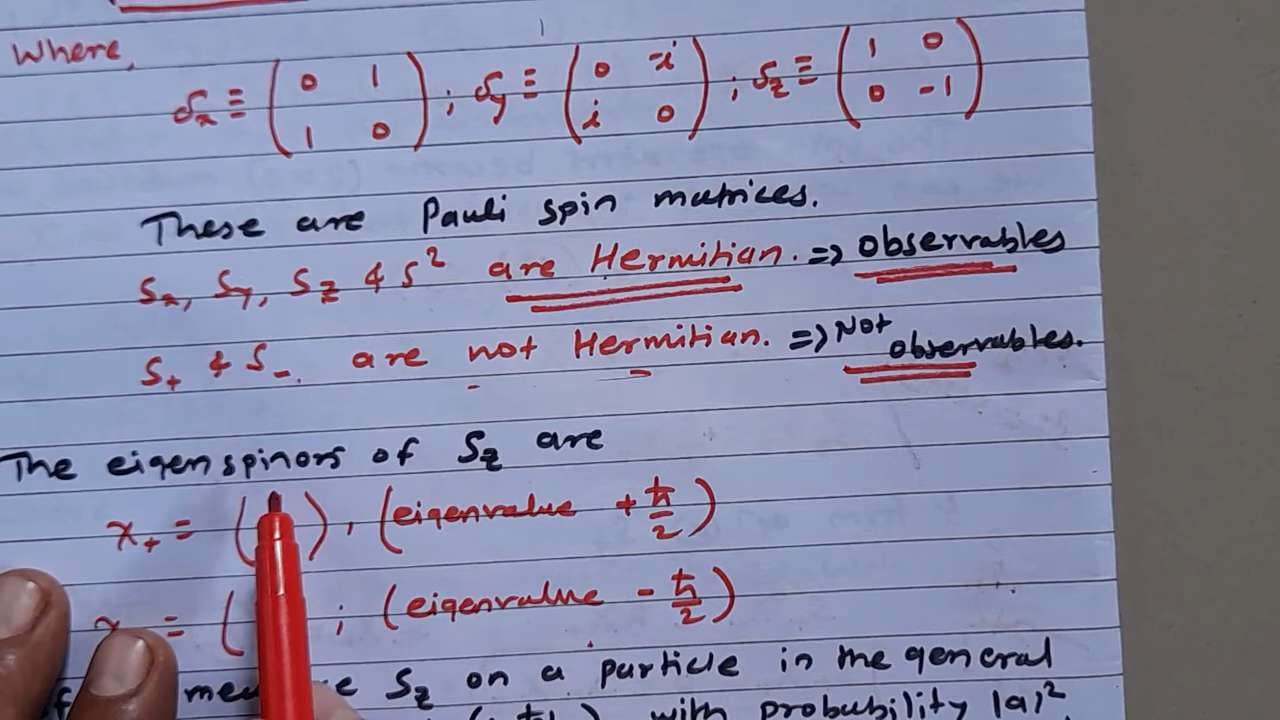 Where,
σx ≡ ( 0 1 1 0 ) ; σy ≡ ( 0 -i i 0 ) ; σz ≡ ( 1 0 0 -1 )
These are Pauli spin matrices.
Sx, Sy, Sz & S² are Hermitian. => Observables
S+ & S-. are not Hermitian. => Not observables.
The eigenspinors of Sz are
χ+ = ( ), (eigenvalue + ħ/2)
= ( ; (eigenvalue - ħ/2)
Sz on a particle in the general
with probability |a|²